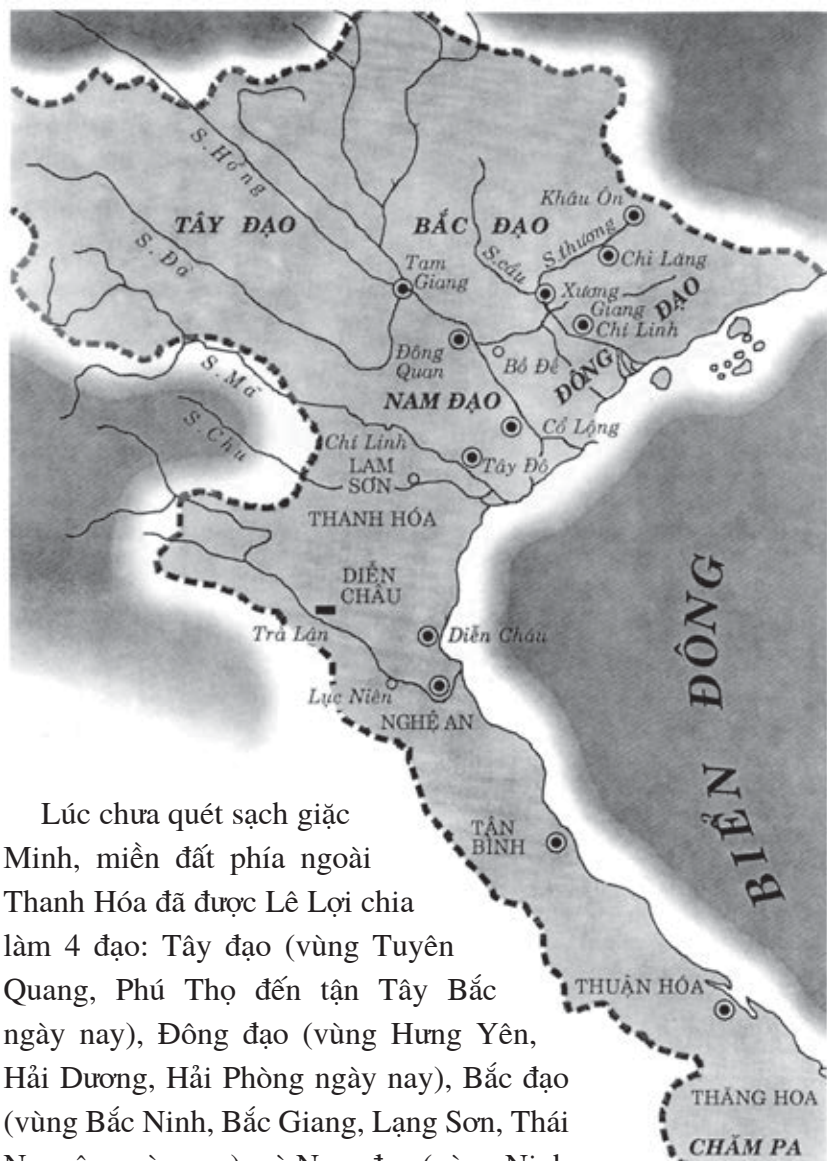 S. Hồng
TÂY ĐẠO
BẮC ĐẠO
Khâu Ôn
S. thương
S. cầu
Chi Lăng
S. Đà
Tam
Giang
Xương
Giang
ĐÔNG ĐẠO
Chí Linh
Đông
Quan
Bồ Đề
S. Mã
NAM ĐẠO
Cổ Lộng
S. Chu
Chí Linh
Tây Đô
LAM
SƠN
THANH HÓA
DIỄN
CHÂU
Trà Lân
Diễn Châu
Lục Niên
NGHỆ AN
BIỂN ĐÔNG
TÂN
BÌNH
THUẬN HÓA
THĂNG HOA
CHĂM PA
Lúc chưa quét sạch giặc
Minh, miền đất phía ngoài
Thanh Hóa đã được Lê Lợi chia
làm 4 đạo: Tây đạo (vùng Tuyên
Quang, Phú Thọ đến tận Tây Bắc
ngày nay), Đông đạo (vùng Hưng Yên,
Hải Dương, Hải Phòng ngày nay), Bắc đạo
(vùng Bắc Ninh, Bắc Giang, Lạng Sơn, Thái